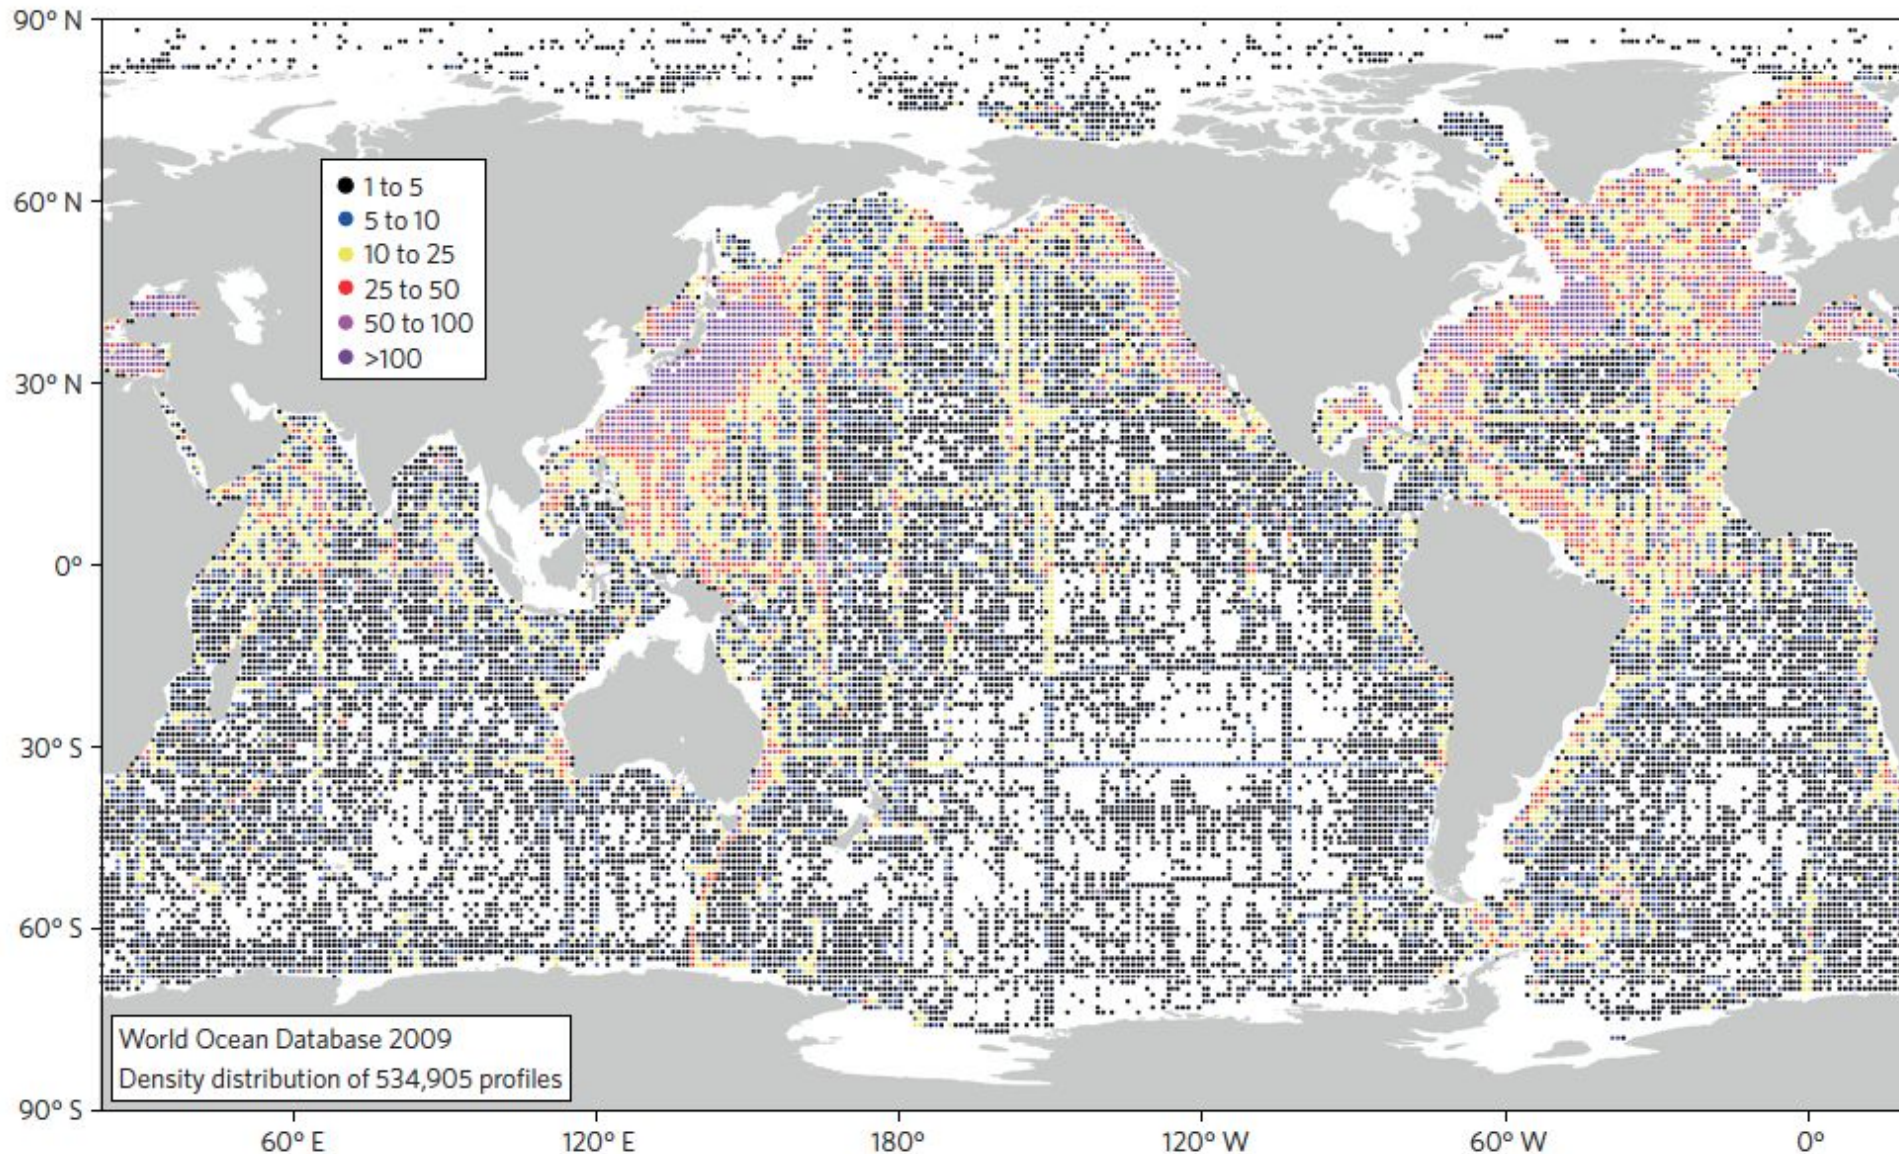 90° N
60° N
30° N
0°
30° S
60° S
90° S
1 to 5
5 to 10
10 to 25
25 to 50
50 to 100
>100
World Ocean Database 2009
Density distribution of 534,905 profiles
60° E
120° E
180°
120° W
60° W
0°